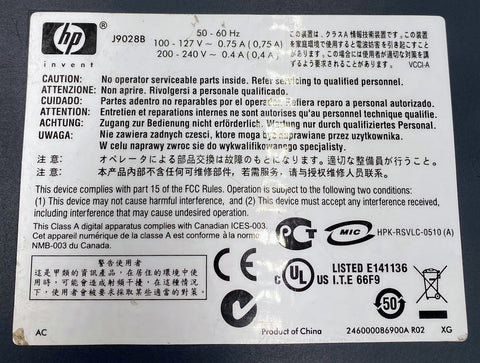 hp
invent
J9028B
50 - 60 Hz
100 - 127 V ~ 0.75 A (0,75 A)
200 - 240 V ~ 0.4 A (0,4 A)
この装置は、クラスA 情報技術装置です。この装置
を家庭環境で使用すると電波妨害を引き起こすこと
があります。この場合には使用者が適切な対策を講
ずるよう要求されることがあります。 VCCI-A
CAUTION: No operator serviceable parts inside. Refer servicing to qualified personnel.
ATTENZIONE: Non aprire. Rivolgersi a personale qualificado.
CUIDADO: Partes adentro no reparables por el operador. Refiera reparo a personal calificado.
ATTENTION: Entretien et réparations internes ne sont autorisés qu'au personnel technique qualifié.
ACHTUNG: Zugang zur Bedienung nicht erlaubt. Wartung nur durch qualifiziertes Personal.
UWAGA: Nie zawiera żadnych czesci, ktore moga być naprawiane przez uzytkownika.
W celu naprawy zwróc sie do wykwalifikowanego specjalisty.
注 意: オペレータによる部品交換は故障のもとになります。適切な整備員が行うこと。
注 意: 本产品内部不含任何可维修部件，若需服务，请与授权维修人员联系。
This device complies with part 15 of the FCC Rules. Operation is subject to the following conditions:
(1) This device may not cause harmful interference, and (2) This device must accept any interference received,
including interference that may cause undesired operation.
This Class A digital apparatus complies with Canadian ICES-003.
Cet appareil numérique de la classe A est conforme à la norme
NMB-003 du Canada.
MIC
HPK-RSVLC-0510 (A)
警告使用者
這是甲類的資訊產品，在居住的環境中使用
時，可能會造成射頻干擾，在這種情況下，
使用者會被要求採取某些適當的對策。
CE
C UL US
LISTED E141136
I.T.E 66F9
50
AC
Product of China
246000086900A R02
XG